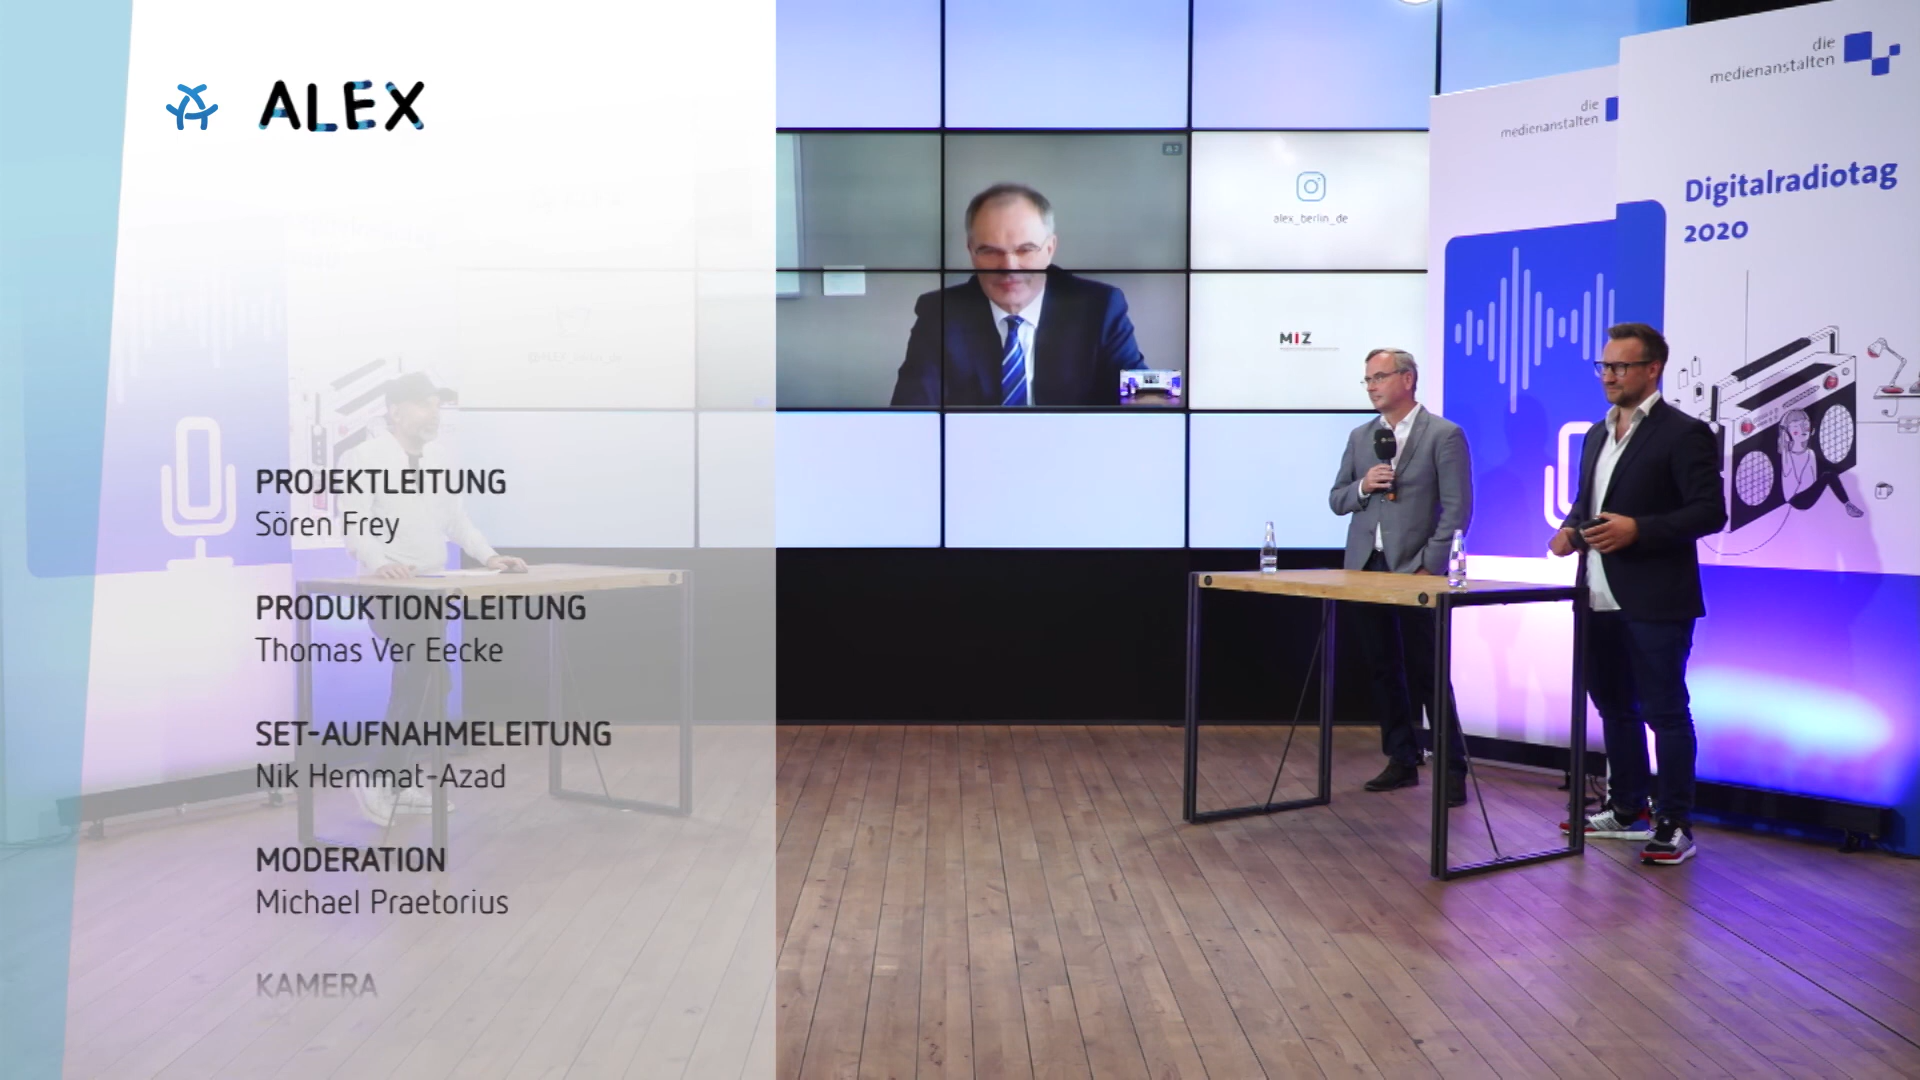 ALEX
PROJEKTLEITUNG
Sören Frey
PRODUKTIONSLEITUNG
Thomas Ver Eecke
SET-AUFNAHMELEITUNG
Nik Hemmat-Azad
MODERATION
Michael Praetorius
KAMERA
alex_berlin_de
MIZ
die
medienanstalten
die
medienanstalten
Digitalradiotag
2020